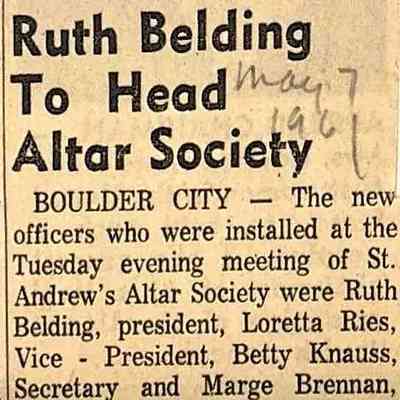 Ruth Belding
To Head
May 7
1961
Altar Society
BOULDER CITY — The new
officers who were installed at the
Tuesday evening meeting of St.
Andrew's Altar Society were Ruth
Belding, president, Loretta Ries,
Vice - President, Betty Knauss,
Secretary and Marge Brennan,